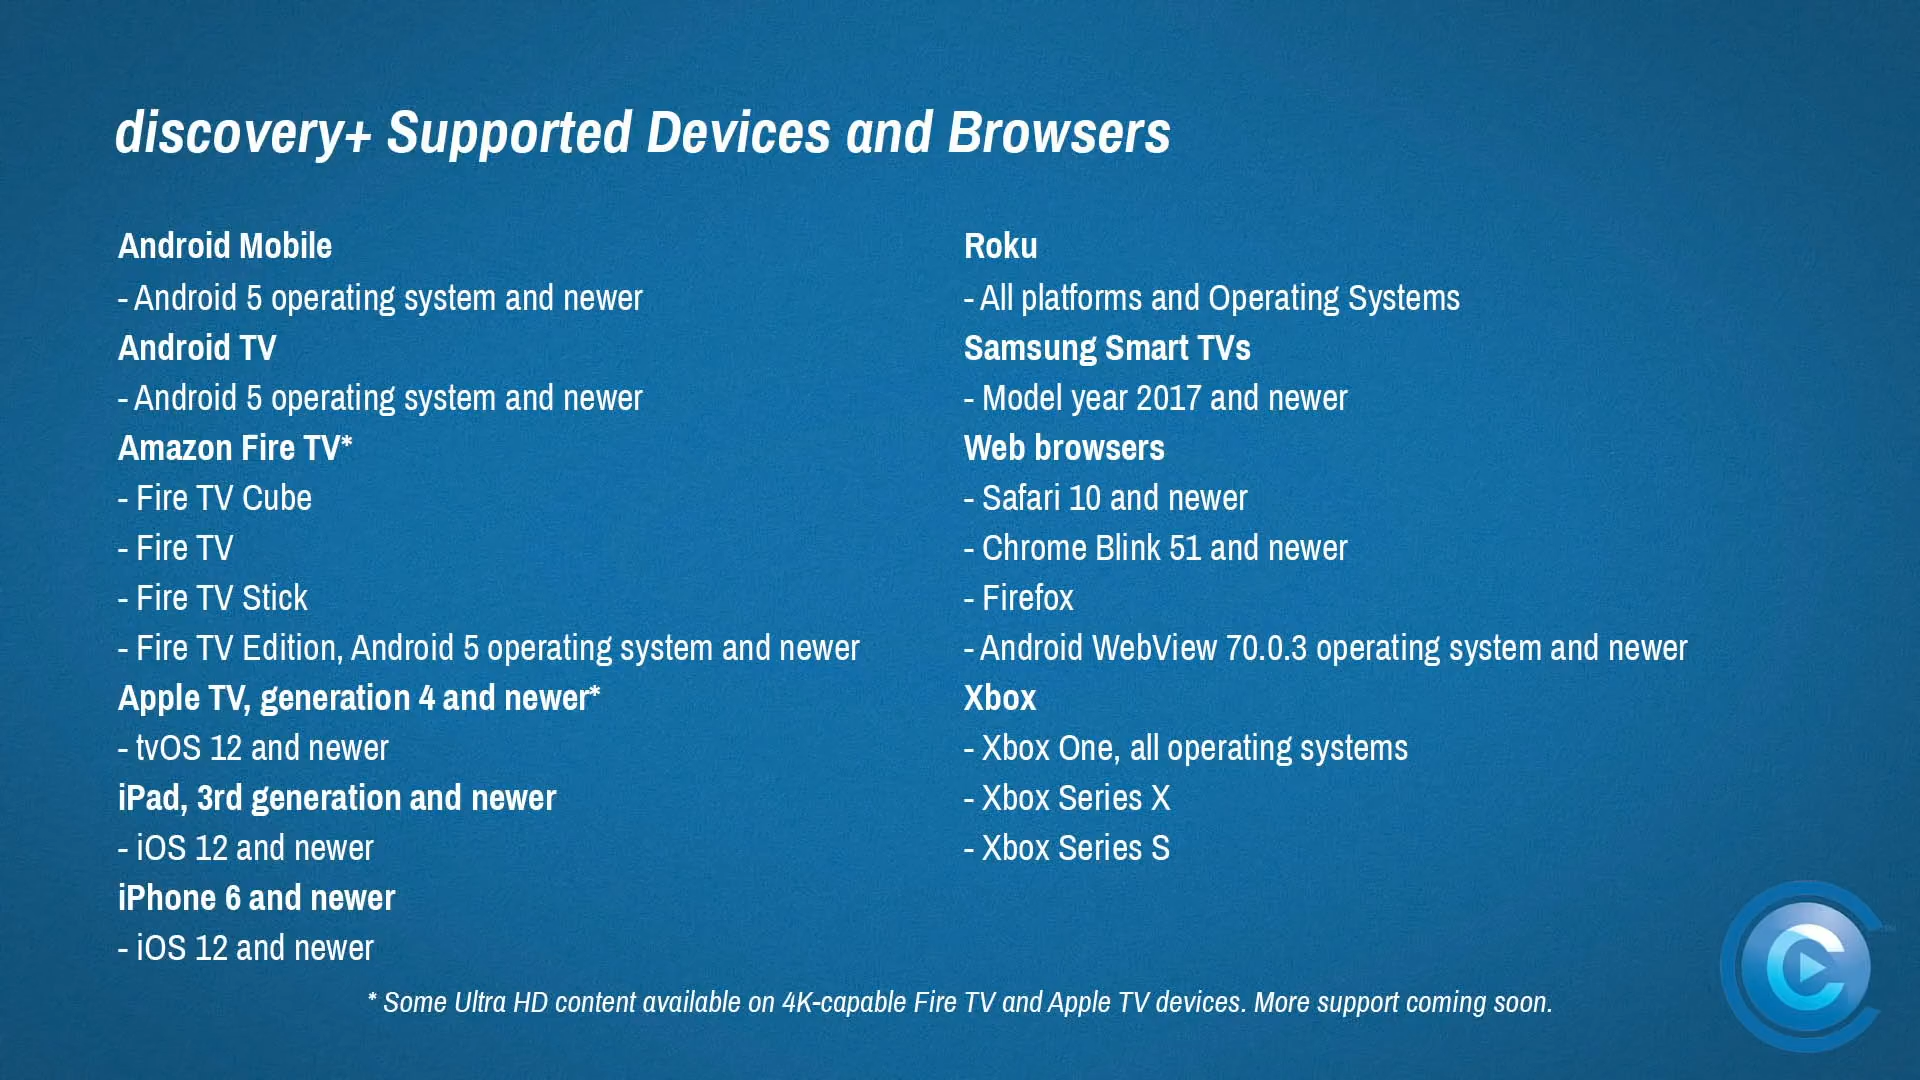 discovery+ Supported Devices and Browsers
Android Mobile
- Android 5 operating system and newer
Android TV
- Android 5 operating system and newer
Amazon Fire TV*
- Fire TV Cube
- Fire TV
- Fire TV Stick
- Fire TV Edition, Android 5 operating system and newer
Apple TV, generation 4 and newer*
- tvOS 12 and newer
iPad, 3rd generation and newer
- iOS 12 and newer
iPhone 6 and newer
- iOS 12 and newer
Roku
- All platforms and Operating Systems
Samsung Smart TVs
- Model year 2017 and newer
Web browsers
- Safari 10 and newer
- Chrome Blink 51 and newer
- Firefox
- Android WebView 70.0.3 operating system and newer
Xbox
- Xbox One, all operating systems
- Xbox Series X
- Xbox Series S
* Some Ultra HD content available on 4K-capable Fire TV and Apple TV devices. More support coming soon.